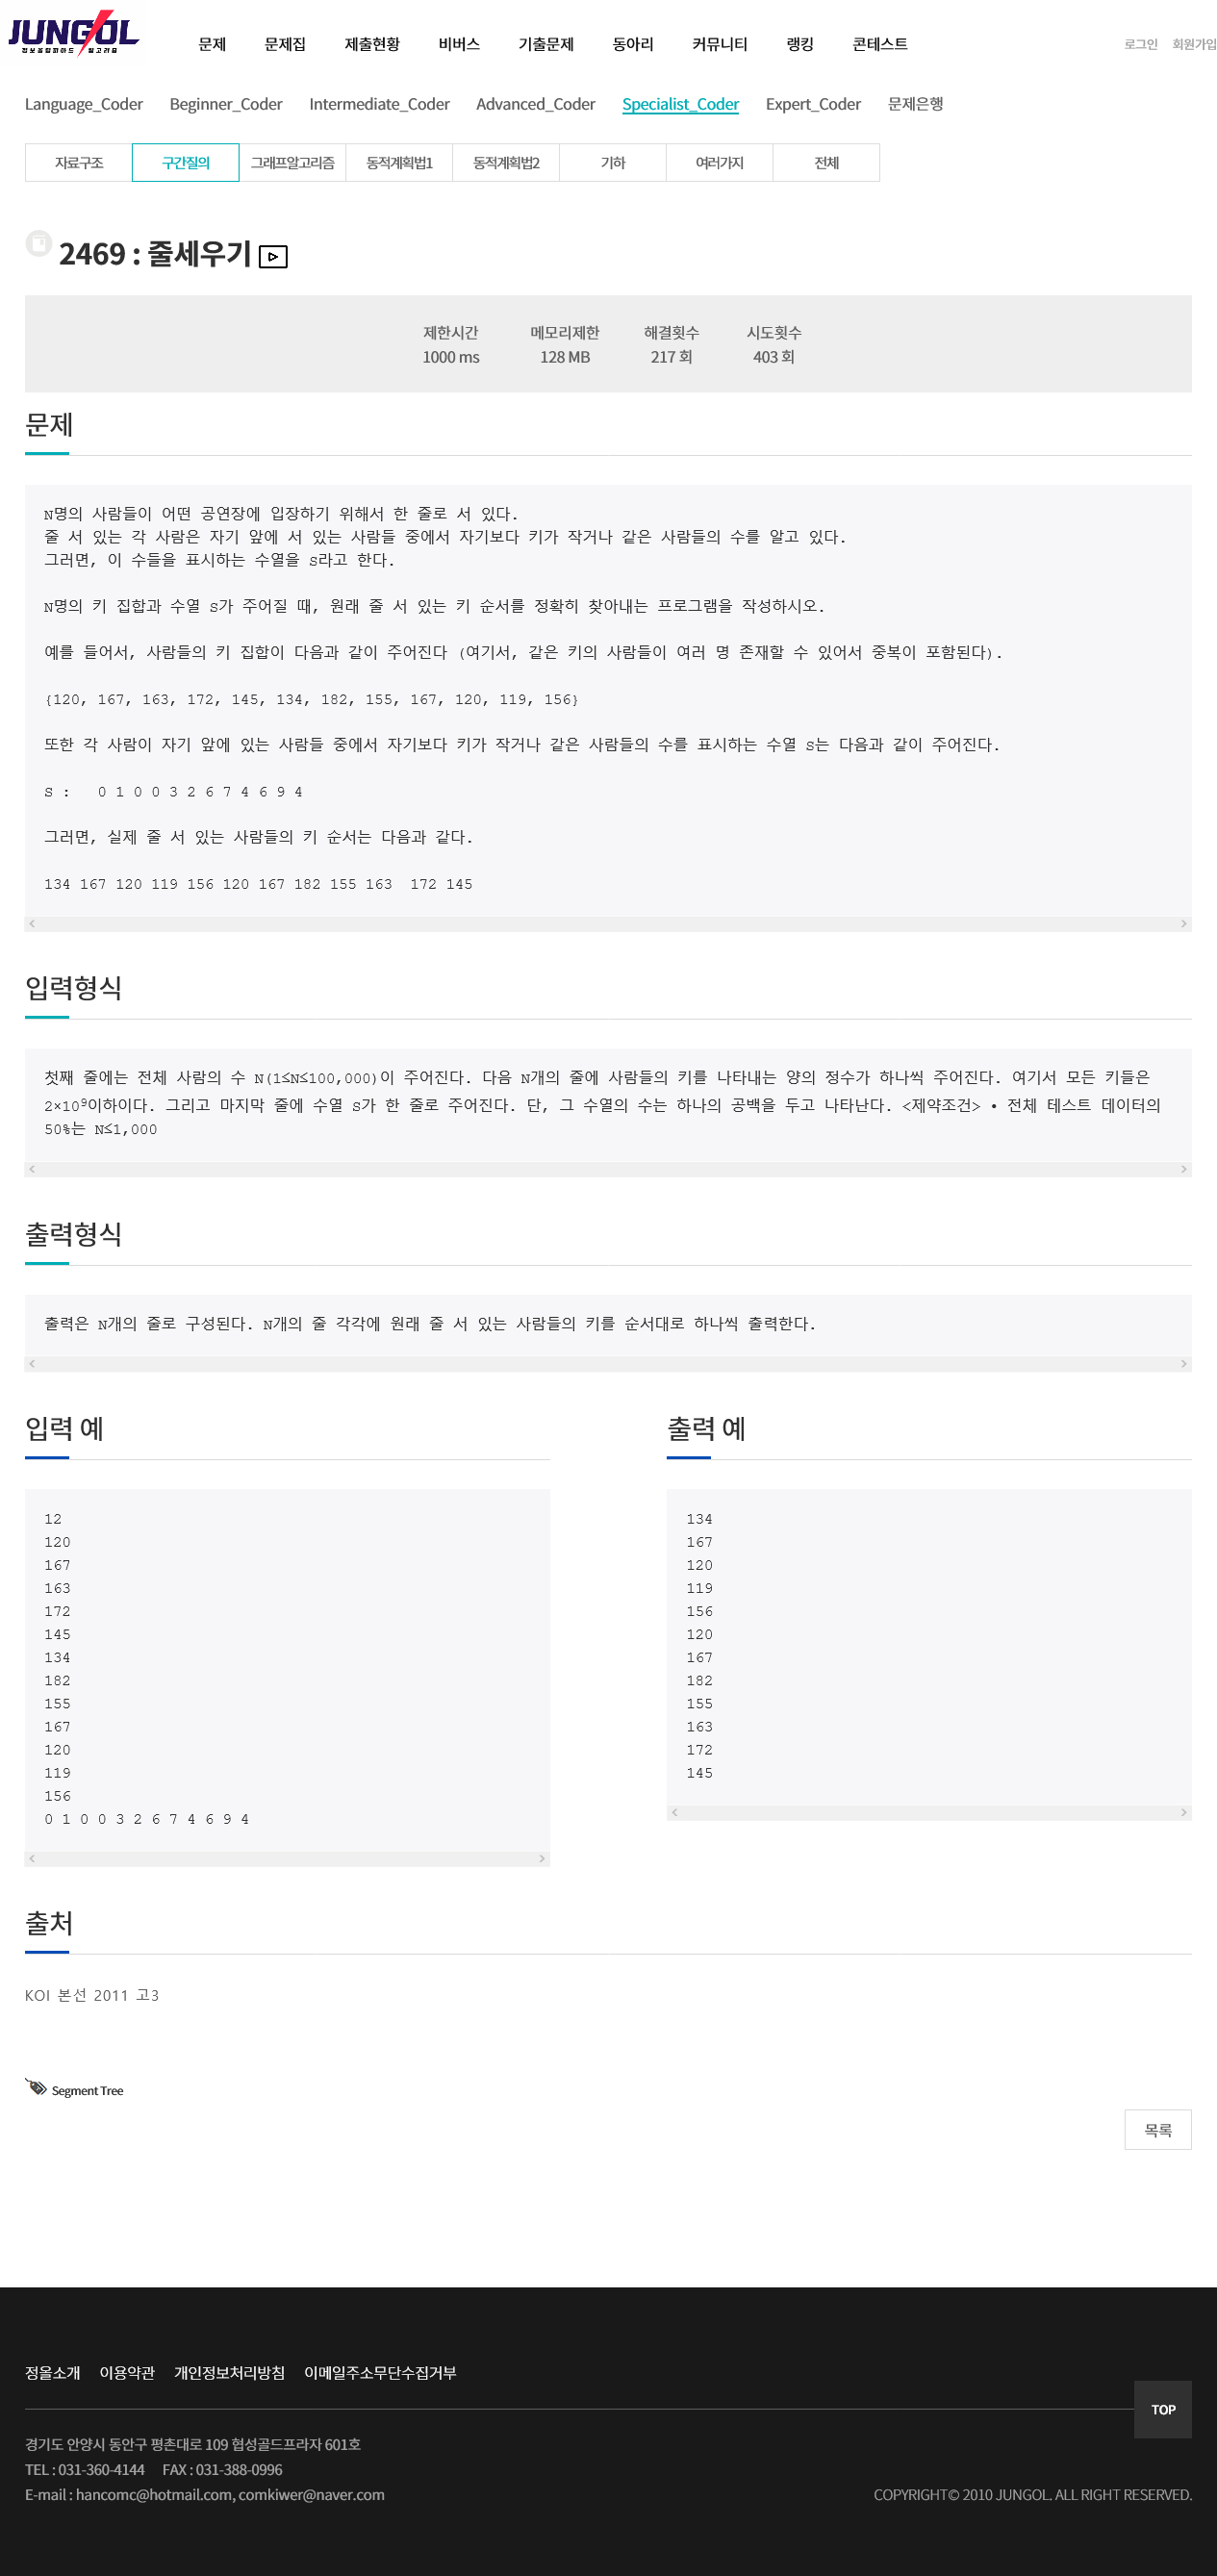 JUNGOL
정보올림피아드 알고리즘
문제 문제집 제출현황 비버스 기출문제 동아리 커뮤니티 랭킹 콘테스트 로그인 회원가입
Language_Coder Beginner_Coder Intermediate_Coder Advanced_Coder Specialist_Coder Expert_Coder 문제은행
자료구조 구간질의 그래프알고리즘 동적계획법1 동적계획법2 기하 여러가지 전체
2469 : 줄세우기
제한시간 메모리제한 해결횟수 시도횟수
1000 ms 128 MB 217 회 403 회
문제
N명의 사람들이 어떤 공연장에 입장하기 위해서 한 줄로 서 있다.
줄 서 있는 각 사람은 자기 앞에 서 있는 사람들 중에서 자기보다 키가 작거나 같은 사람들의 수를 알고 있다.
그러면, 이 수들을 표시하는 수열을 S라고 한다.
N명의 키 집합과 수열 S가 주어질 때, 원래 줄 서 있는 키 순서를 정확히 찾아내는 프로그램을 작성하시오.
예를 들어서, 사람들의 키 집합이 다음과 같이 주어진다 (여기서, 같은 키의 사람들이 여러 명 존재할 수 있어서 중복이 포함된다).
{120, 167, 163, 172, 145, 134, 182, 155, 167, 120, 119, 156}
또한 각 사람이 자기 앞에 있는 사람들 중에서 자기보다 키가 작거나 같은 사람들의 수를 표시하는 수열 S는 다음과 같이 주어진다.
S : 0 1 0 0 3 2 6 7 4 6 9 4
그러면, 실제 줄 서 있는 사람들의 키 순서는 다음과 같다.
134 167 120 119 156 120 167 182 155 163 172 145
입력형식
첫째 줄에는 전체 사람의 수 N(1≤N≤100,000)이 주어진다. 다음 N개의 줄에 사람들의 키를 나타내는 양의 정수가 하나씩 주어진다. 여기서 모든 키들은
2×10⁹이하이다. 그리고 마지막 줄에 수열 S가 한 줄로 주어진다. 단, 그 수열의 수는 하나의 공백을 두고 나타난다. <제약조건> • 전체 테스트 데이터의
50%는 N≤1,000
출력형식
출력은 N개의 줄로 구성된다. N개의 줄 각각에 원래 줄 서 있는 사람들의 키를 순서대로 하나씩 출력한다.
입력 예
12
120
167
163
172
145
134
182
155
167
120
119
156
0 1 0 0 3 2 6 7 4 6 9 4
출력 예
134
167
120
119
156
120
167
182
155
163
172
145
출처
KOI 본선 2011 고3
Segment Tree
목록
정올소개 이용약관 개인정보처리방침 이메일주소무단수집거부
TOP
경기도 안양시 동안구 평촌대로 109 협성골드프라자 601호
TEL : 031-360-4144 FAX : 031-388-0996
E-mail : hancomc@hotmail.com, comkiwer@naver.com
COPYRIGHT© 2010 JUNGOL. ALL RIGHT RESERVED.